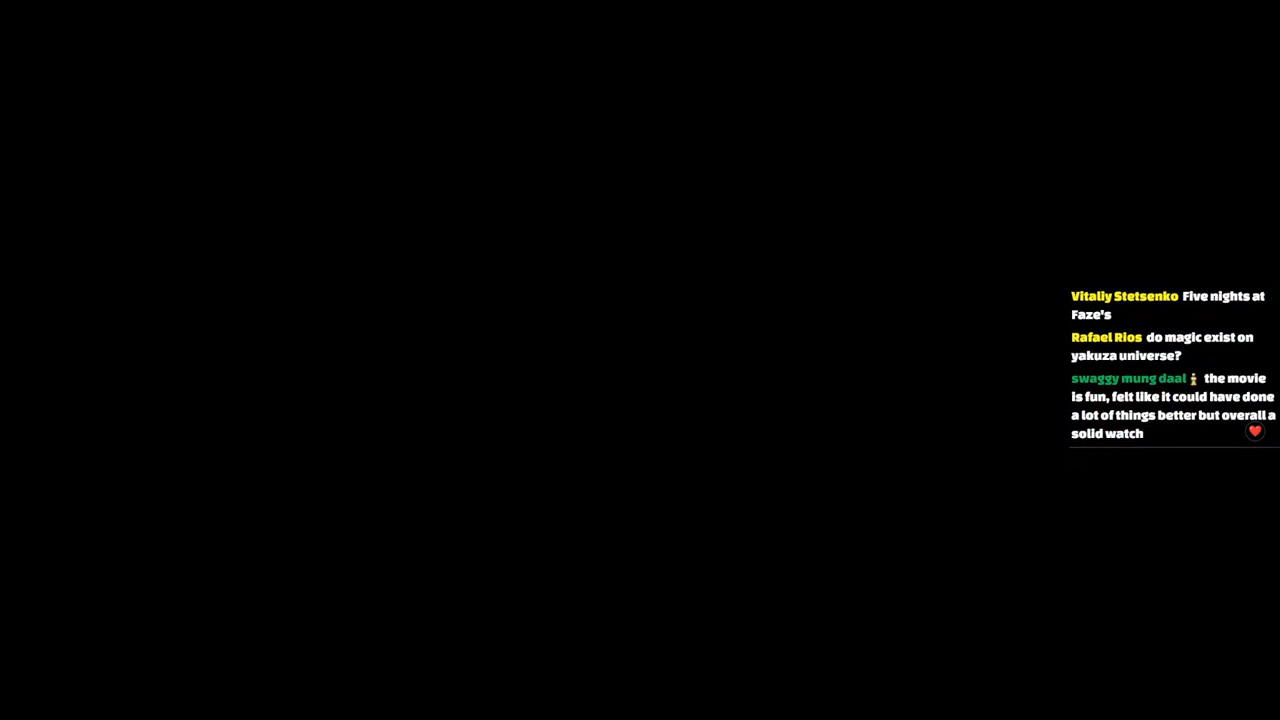 Vitaliy Stetsenko Five nights at
Faze's
Rafael Rios do magic exist on
yakuza universe?
swaggy mung daal the movie
is fun, felt like it could have done
a lot of things better but overall a
solid watch